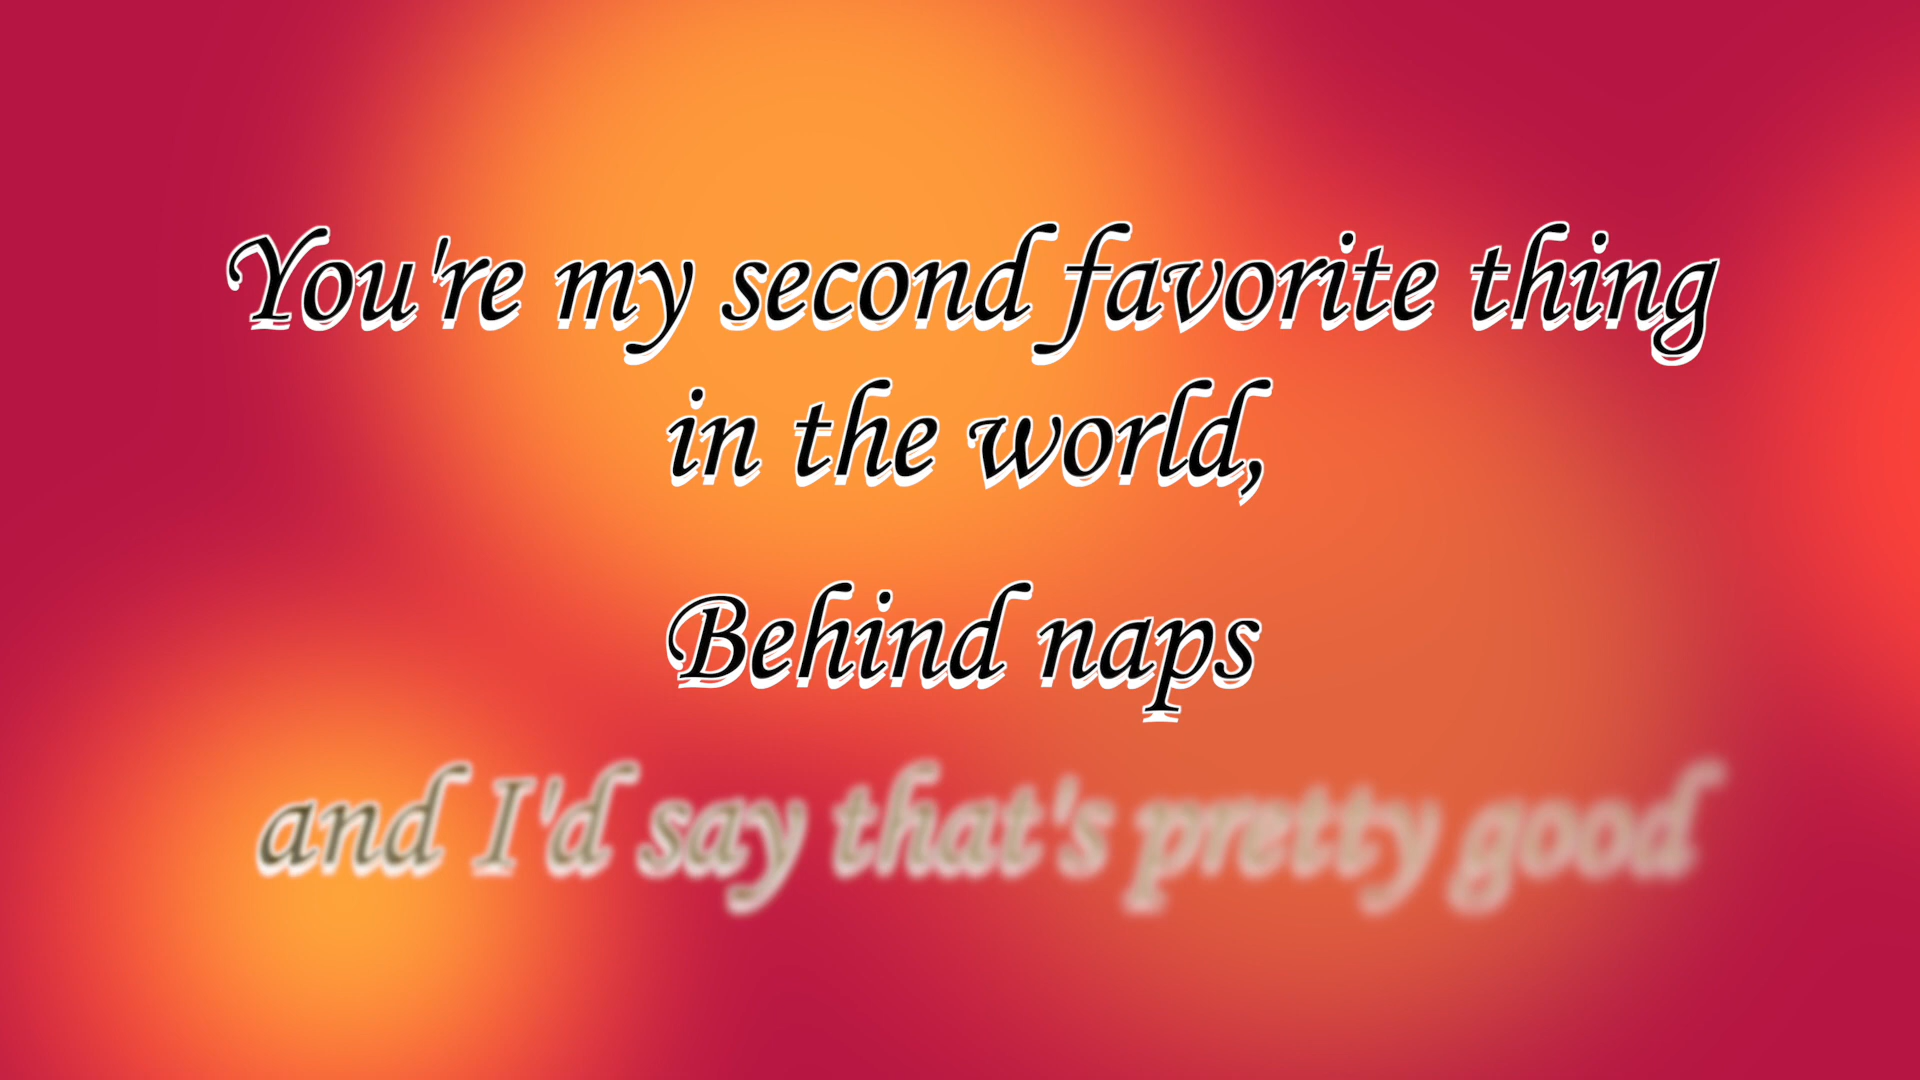 You're my second favorite thing
in the world,
Behind naps
and I'd say that's pretty good